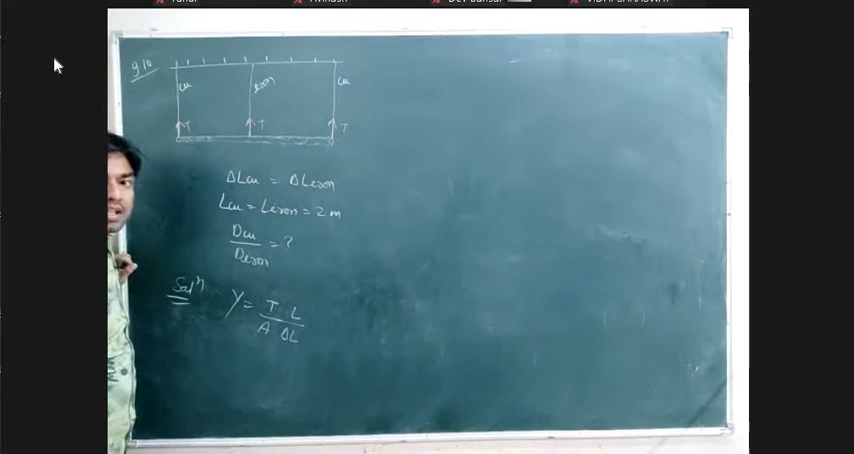 9 10
Cu iron Cu
T T T
ΔLcu = ΔLiron
Lcu = Liron = 2 m
Dcu
Diron
= ?
Solⁿ
Y = T L
A ΔL